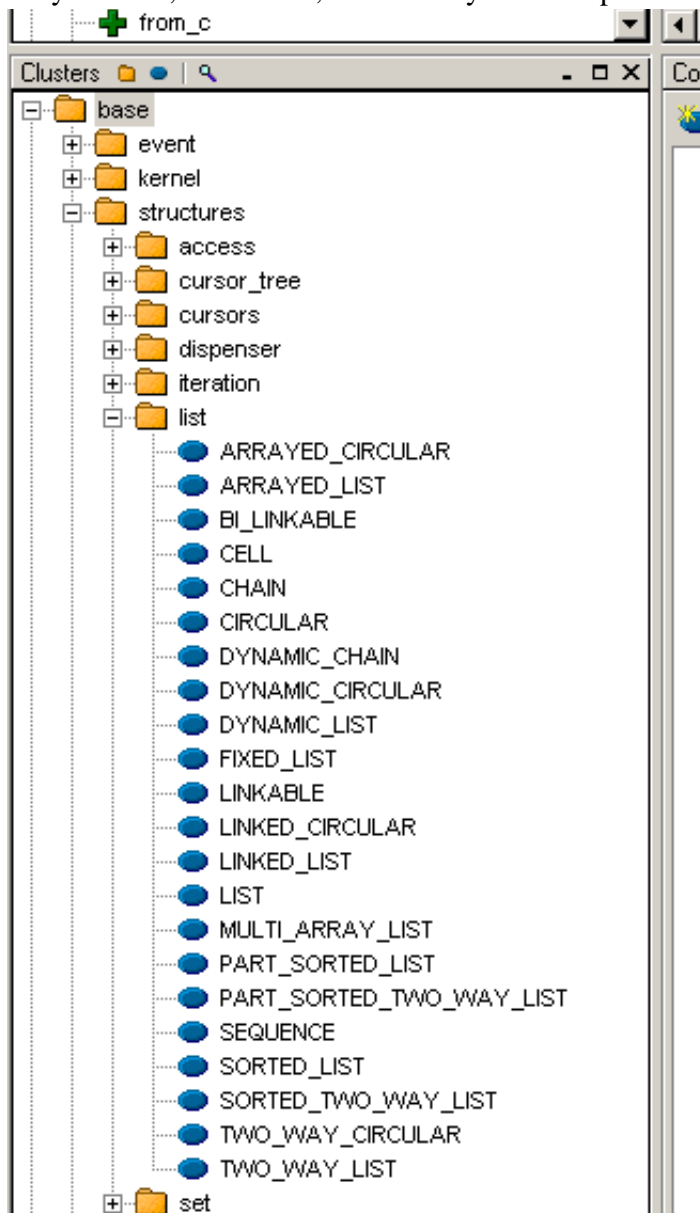 from_c
Clusters
Co
base
event
kernel
structures
access
cursor_tree
cursors
dispenser
iteration
list
ARRAYED_CIRCULAR
ARRAYED_LIST
BI_LINKABLE
CELL
CHAIN
CIRCULAR
DYNAMIC_CHAIN
DYNAMIC_CIRCULAR
DYNAMIC_LIST
FIXED_LIST
LINKABLE
LINKED_CIRCULAR
LINKED_LIST
LIST
MULTI_ARRAY_LIST
PART_SORTED_LIST
PART_SORTED_TWO_WAY_LIST
SEQUENCE
SORTED_LIST
SORTED_TWO_WAY_LIST
TWO_WAY_CIRCULAR
TWO_WAY_LIST
set